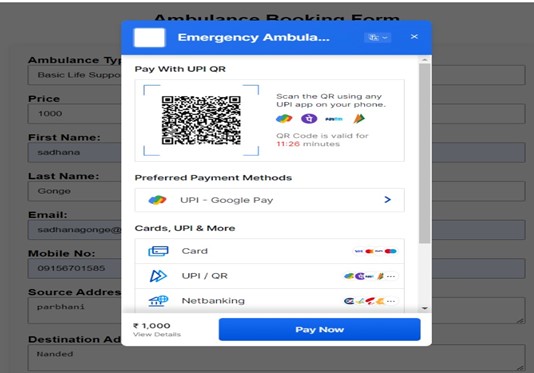 Ambulance Booking Form
Emergency Ambula...
Ambulance Typ
Basic Life Suppo
Price
1000
First Name:
sadhana
Last Name:
Gonge
Email:
sadhanagonge@
Mobile No:
09156701585
Source Addres
parbhani
Destination Ad
Nanded
Pay With UPI QR
Scan the QR using any
UPI app on your phone.
QR Code is valid for
11:26 minutes
Preferred Payment Methods
UPI - Google Pay
Cards, UPI & More
Card
UPI / QR
Netbanking
₹ 1,000
View Details
Pay Now